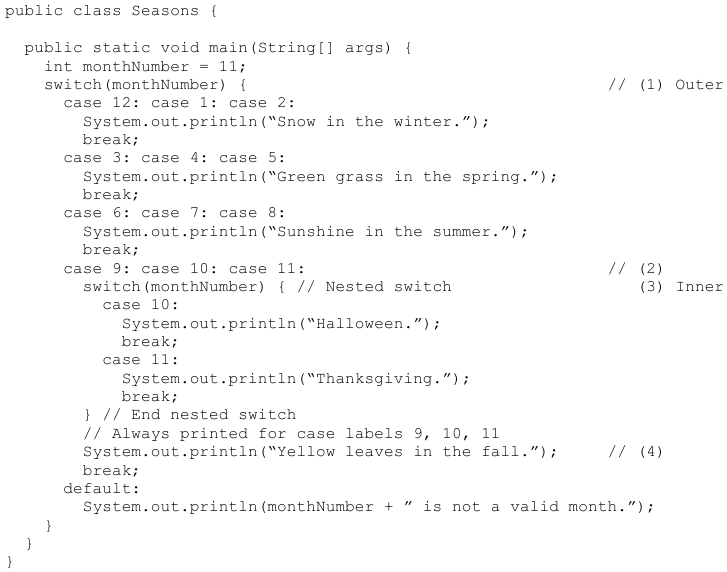 public class Seasons {
  public static void main(String[] args) {
    int monthNumber = 11;
    switch(monthNumber) {                                     // (1) Outer
      case 12: case 1: case 2:
        System.out.println(“Snow in the winter.”);
        break;
      case 3: case 4: case 5:
        System.out.println(“Green grass in the spring.”);
        break;
      case 6: case 7: case 8:
        System.out.println(“Sunshine in the summer.”);
        break;
      case 9: case 10: case 11:                               // (2)
        switch(monthNumber) { // Nested switch                   (3) Inner
          case 10:
            System.out.println(“Halloween.”);
            break;
          case 11:
            System.out.println(“Thanksgiving.”);
            break;
        } // End nested switch
        // Always printed for case labels 9, 10, 11
        System.out.println(“Yellow leaves in the fall.”);     // (4)
        break;
      default:
        System.out.println(monthNumber + ” is not a valid month.”);
    }
  }
}